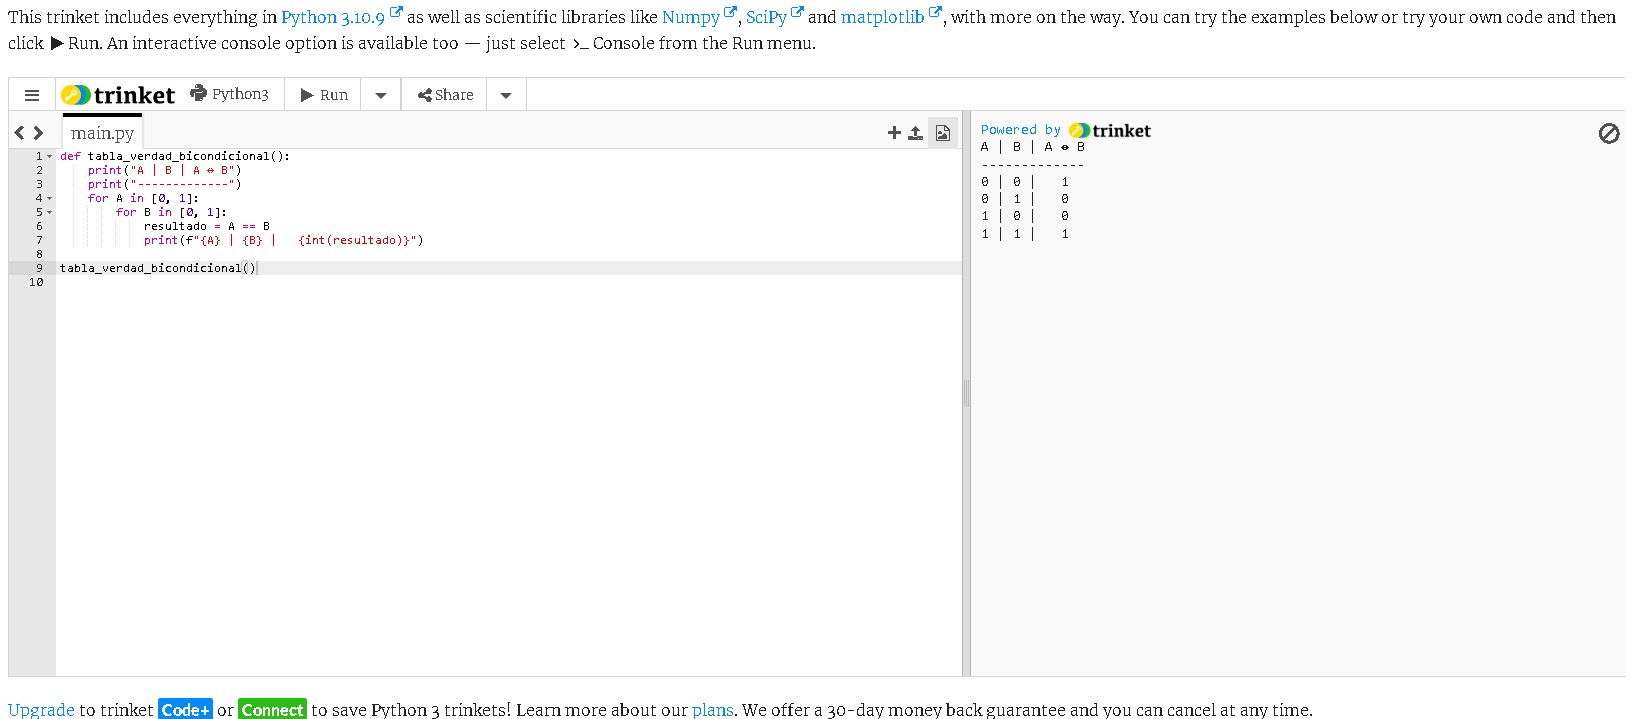 This trinket includes everything in Python 3.10.9 as well as scientific libraries like Numpy, SciPy and matplotlib, with more on the way. You can try the examples below or try your own code and then
click ▶ Run. An interactive console option is available too — just select >_ Console from the Run menu.
trinket Python3 Run Share
main.py
1 def tabla_verdad_bicondicional():
2     print("A | B | A ↔ B")
3     print("-------------")
4     for A in [0, 1]:
5         for B in [0, 1]:
6             resultado = A == B
7             print(f"{A} | {B} |   {int(resultado)}")
8
9 tabla_verdad_bicondicional()
10
Powered by trinket
A | B | A ↔ B
-------------
0 | 0 |   1
0 | 1 |   0
1 | 0 |   0
1 | 1 |   1
Upgrade to trinket Code+ or Connect to save Python 3 trinkets! Learn more about our plans. We offer a 30-day money back guarantee and you can cancel at any time.